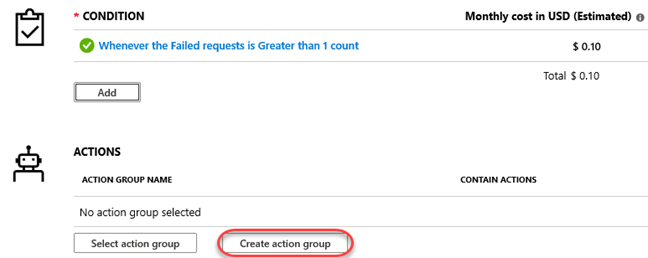 * CONDITION Monthly cost in USD (Estimated)
Whenever the Failed requests is Greater than 1 count $ 0.10
Total $ 0.10
Add
ACTIONS
ACTION GROUP NAME CONTAIN ACTIONS
No action group selected
Select action group Create action group